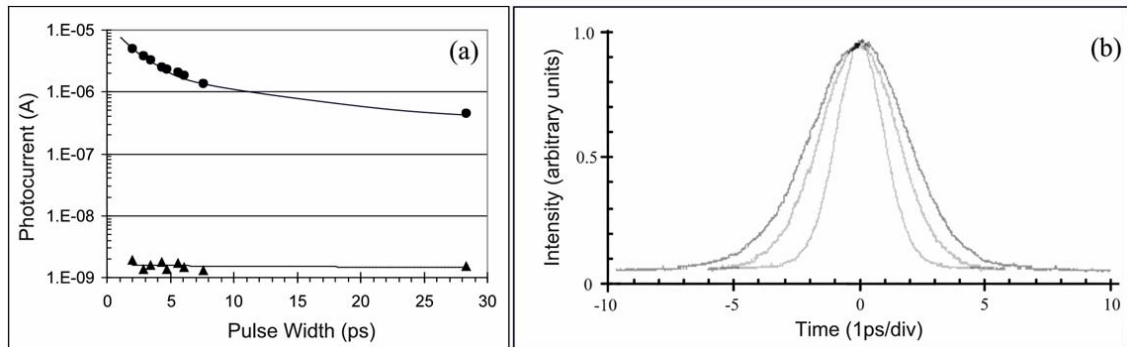 (a)
1.E-05
1.E-06
1.E-07
1.E-08
1.E-09
0 5 10 15 20 25 30
Photocurrent (A)
Pulse Width (ps)
(b)
1.0
0.5
0
-10 -5 0 5 10
Intensity (arbitrary units)
Time (1ps/div)